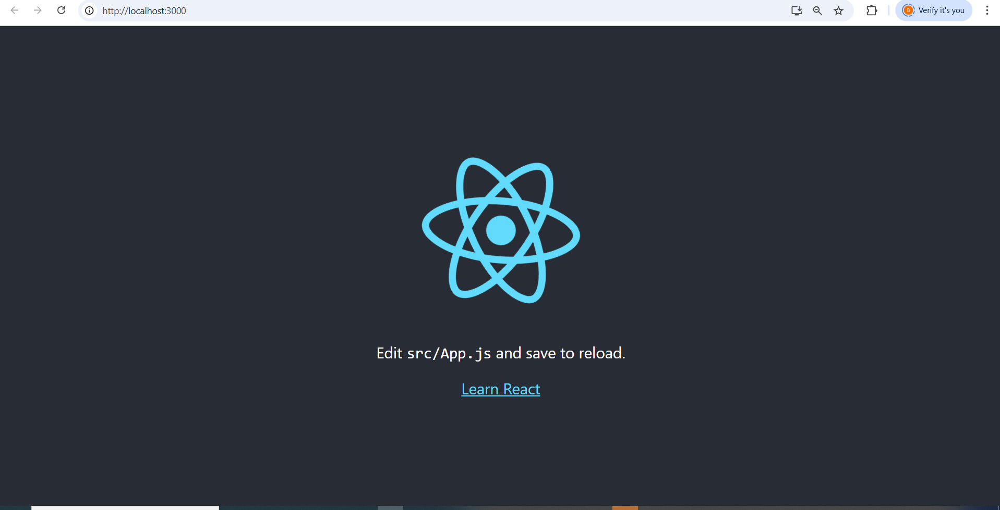 http://localhost:3000
B
Verify it's you
Edit src/App.js and save to reload.
Learn React